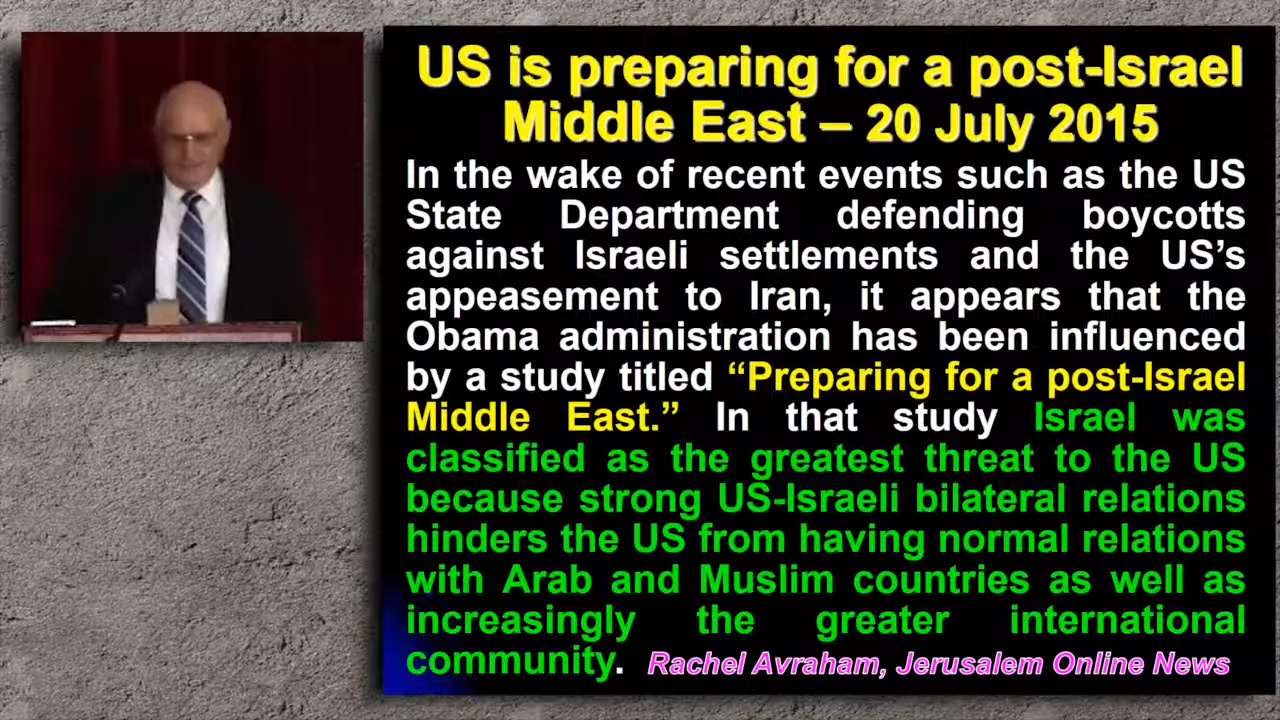 US is preparing for a post-Israel
Middle East – 20 July 2015
In the wake of recent events such as the US
State Department defending boycotts
against Israeli settlements and the US’s
appeasement to Iran, it appears that the
Obama administration has been influenced
by a study titled “Preparing for a post-Israel
Middle East.” In that study Israel was
classified as the greatest threat to the US
because strong US-Israeli bilateral relations
hinders the US from having normal relations
with Arab and Muslim countries as well as
increasingly the greater international
community. Rachel Avraham, Jerusalem Online News